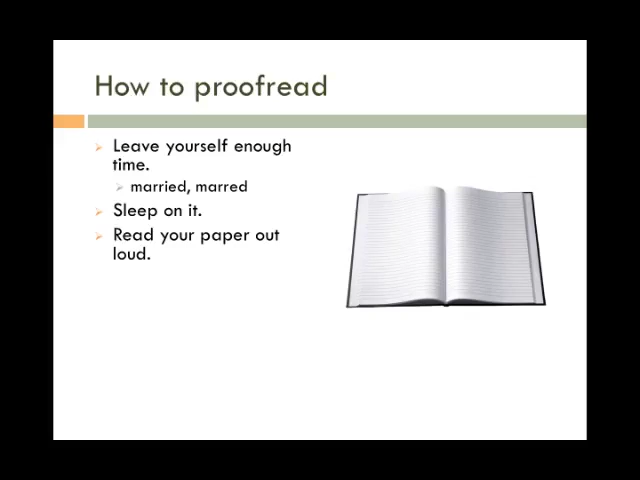 How to proofread
Leave yourself enough
time.
married, marred
Sleep on it.
Read your paper out
loud.